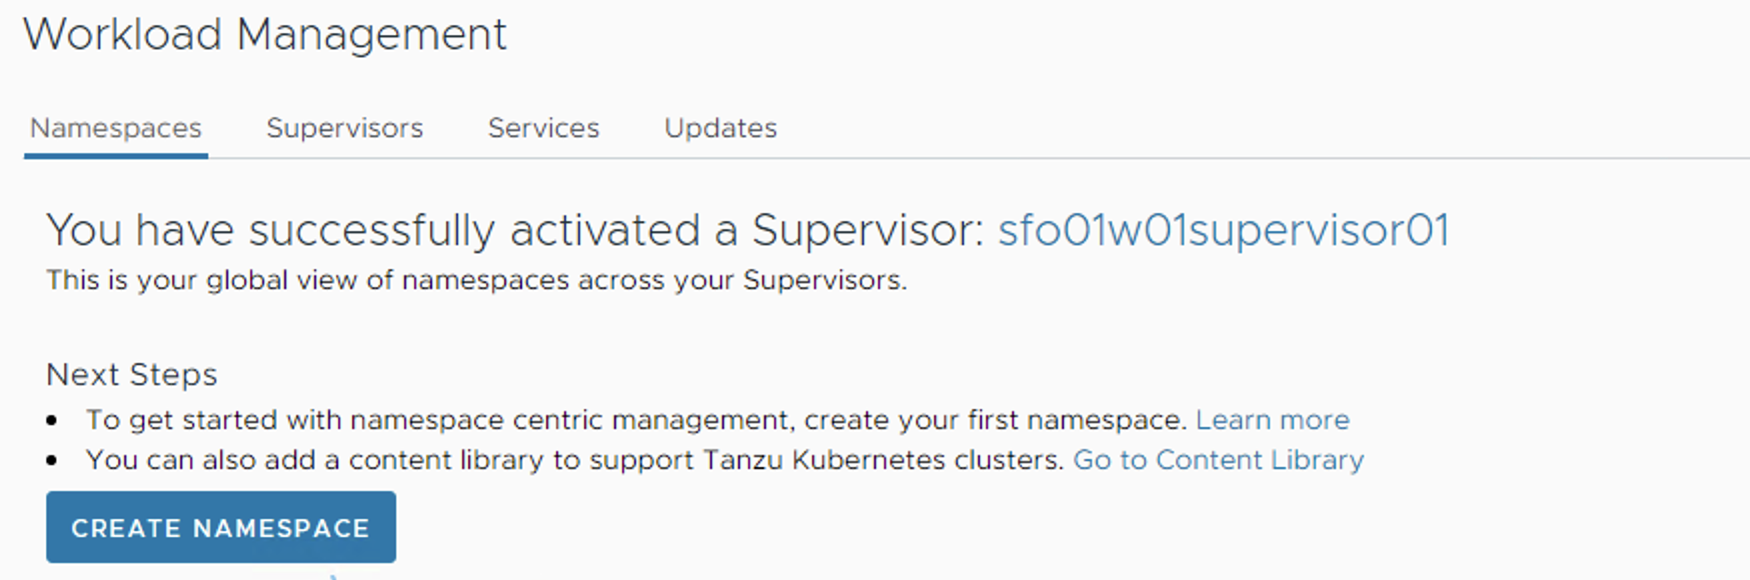 Workload Management
Namespaces Supervisors Services Updates
You have successfully activated a Supervisor: sfo01w01supervisor01
This is your global view of namespaces across your Supervisors.
Next Steps
• To get started with namespace centric management, create your first namespace. Learn more
• You can also add a content library to support Tanzu Kubernetes clusters. Go to Content Library
CREATE NAMESPACE